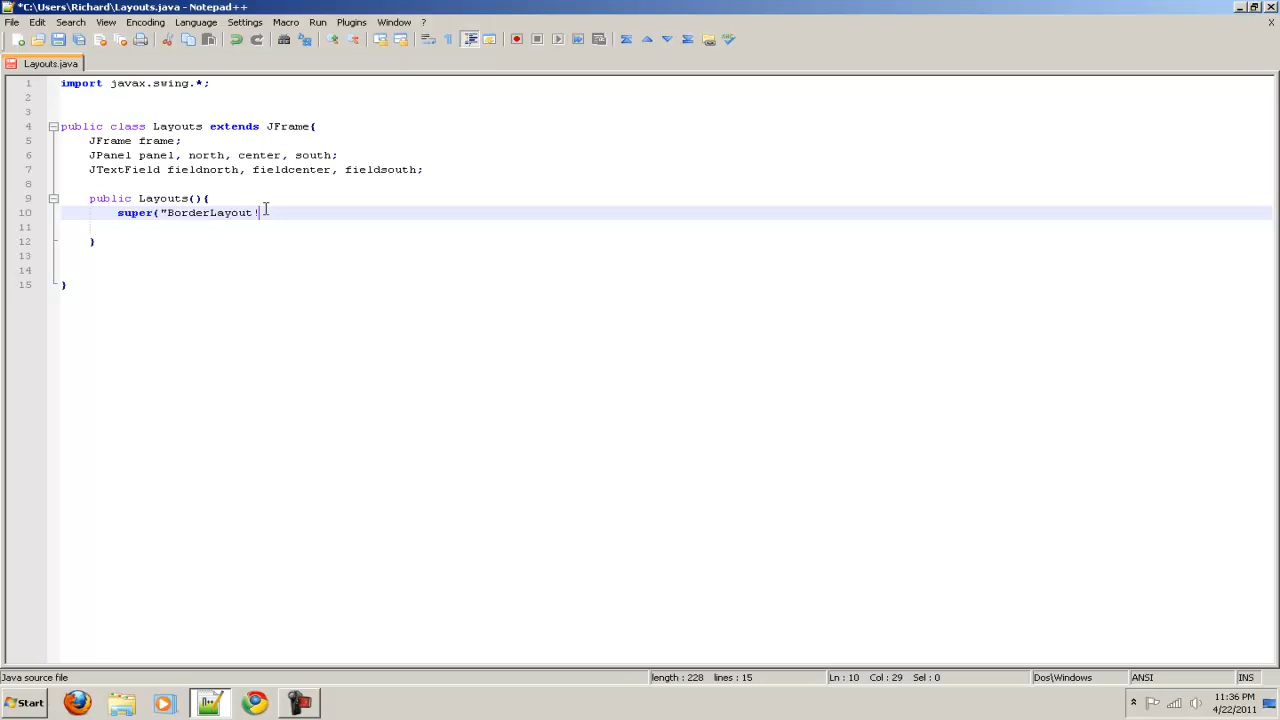 *C:\Users\Richard\Layouts.java - Notepad++
File Edit Search View Encoding Language Settings Macro Run Plugins Window ? X
Layouts.java
1 import javax.swing.*;
2
3
4 public class Layouts extends JFrame{
5 JFrame frame;
6 JPanel panel, north, center, south;
7 JTextField fieldnorth, fieldcenter, fieldsouth;
8
9 public Layouts(){
10 super("BorderLayout!
11
12 }
13
14
15 }
Java source file length : 228 lines : 15 Ln : 10 Col : 29 Sel : 0 Dos\Windows ANSI INS
Start 11:36 PM
4/22/2011